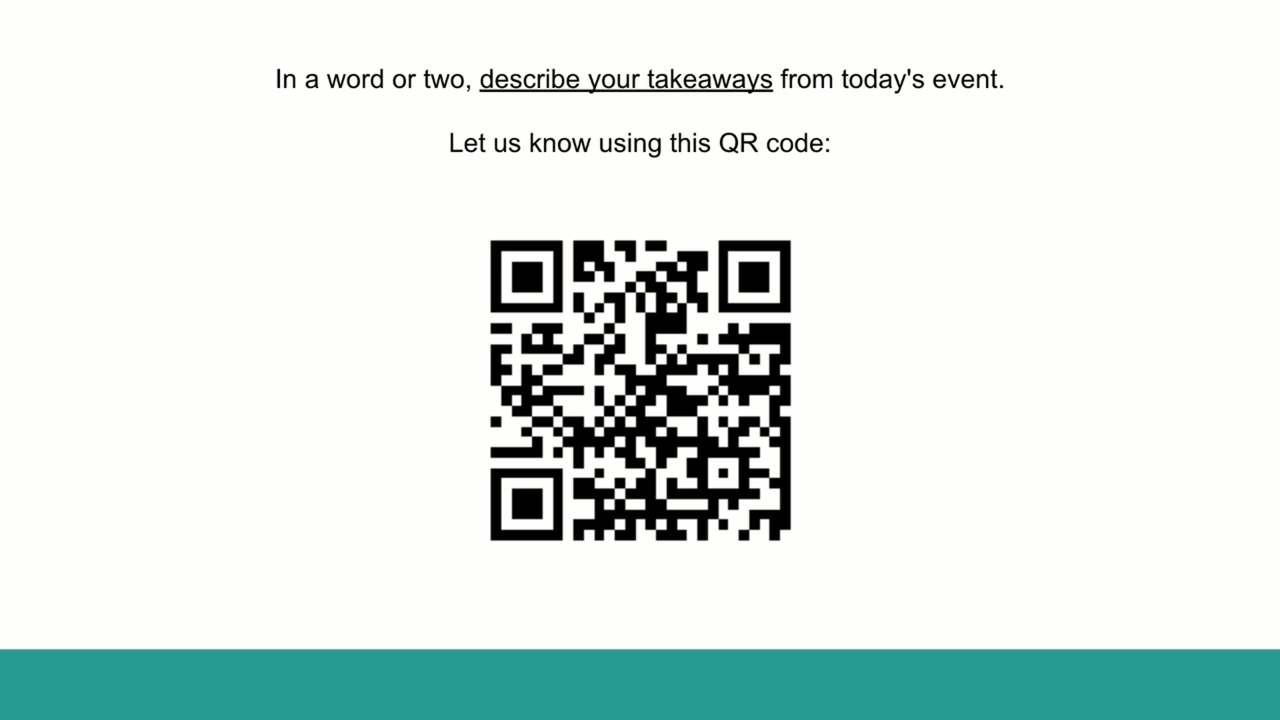 In a word or two, describe your takeaways from today's event.
Let us know using this QR code: